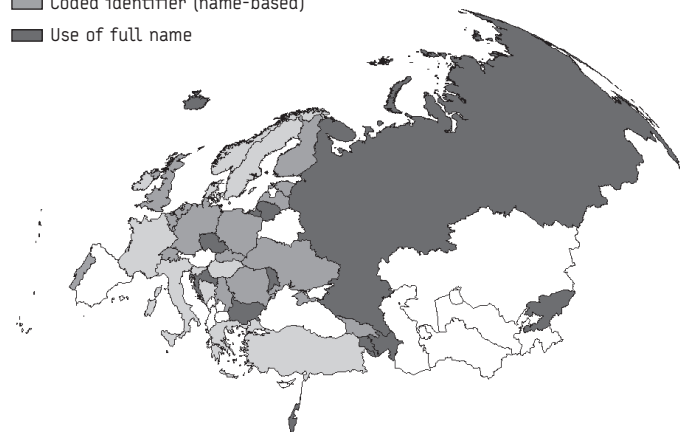 Coded identifier (name-based)
Use of full name